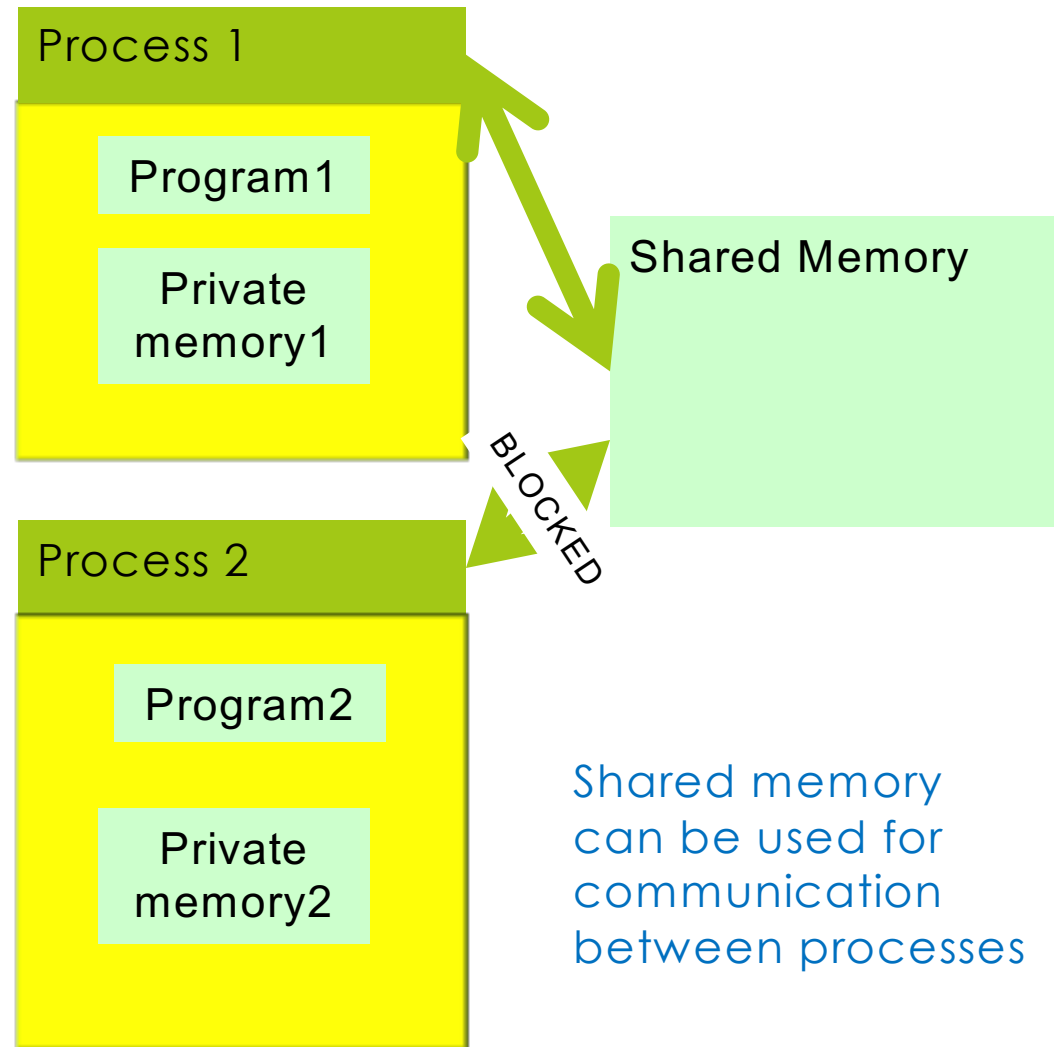 Process 1
Program1
Private
memory1
Shared Memory
BLOCKED
Process 2
Program2
Private
memory2
Shared memory
can be used for
communication
between processes